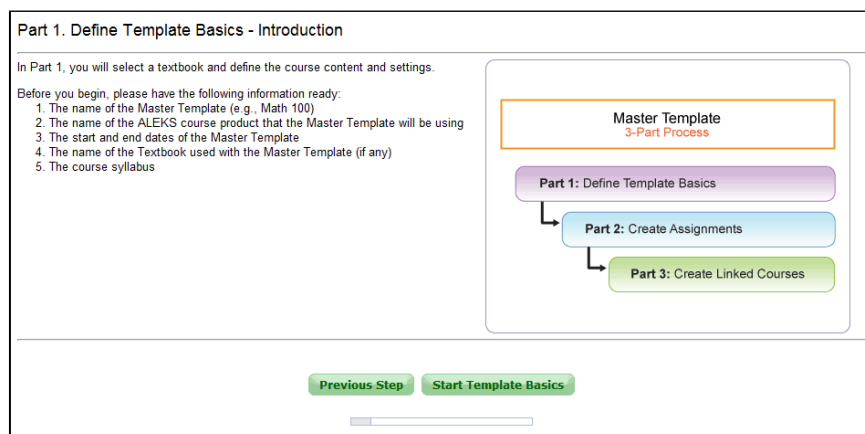 Part 1. Define Template Basics - Introduction
In Part 1, you will select a textbook and define the course content and settings.
Before you begin, please have the following information ready:
1. The name of the Master Template (e.g., Math 100)
2. The name of the ALEKS course product that the Master Template will be using
3. The start and end dates of the Master Template
4. The name of the Textbook used with the Master Template (if any)
5. The course syllabus
Master Template
3-Part Process
Part 1: Define Template Basics
Part 2: Create Assignments
Part 3: Create Linked Courses
Previous Step
Start Template Basics